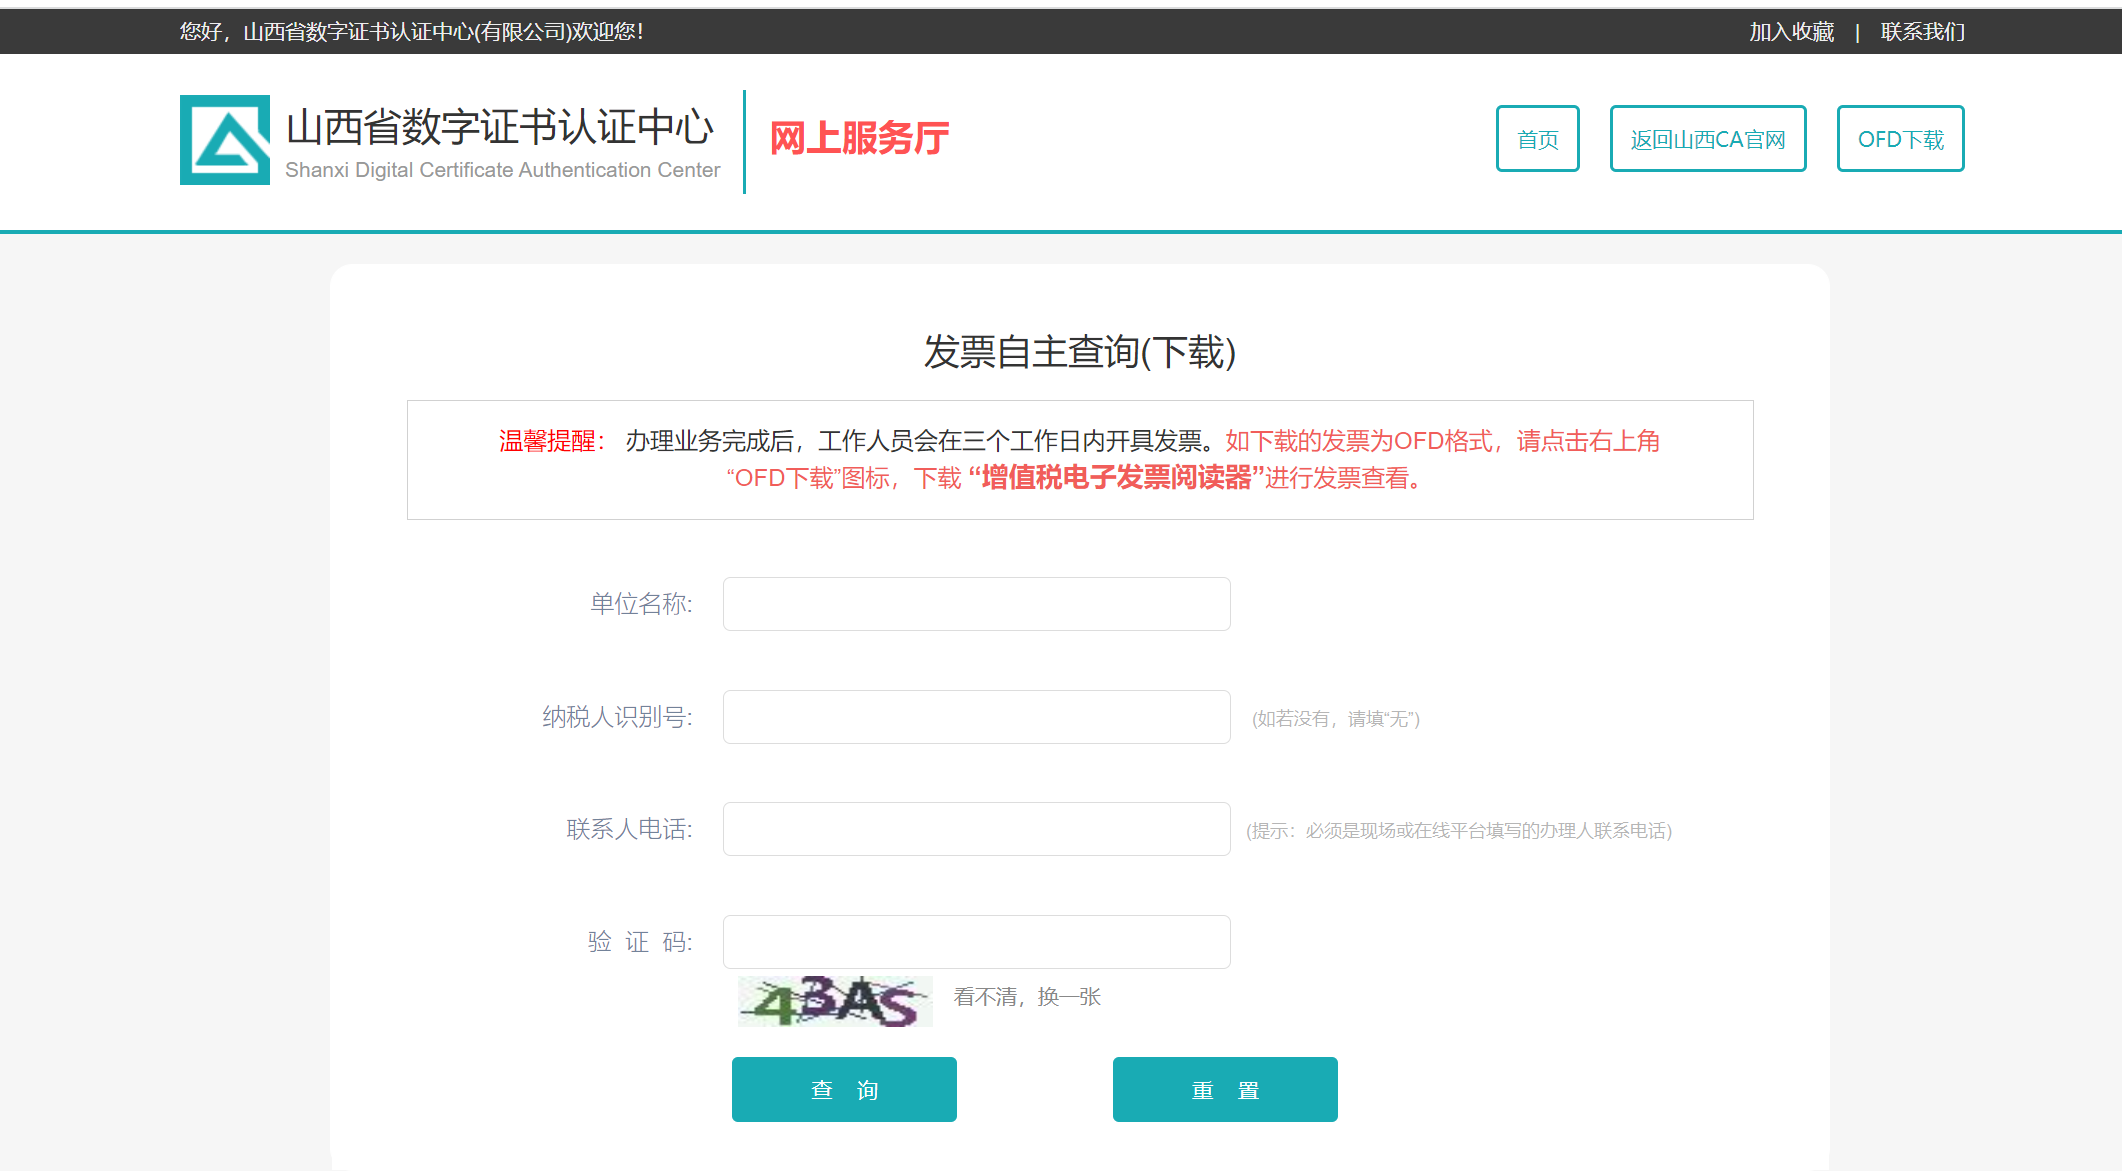 您好，山西省数字证书认证中心(有限公司)欢迎您！
加入收藏 | 联系我们
山西省数字证书认证中心
Shanxi Digital Certificate Authentication Center
网上服务厅
首页
返回山西CA官网
OFD下载
发票自主查询(下载)
温馨提醒： 办理业务完成后，工作人员会在三个工作日内开具发票。如下载的发票为OFD格式，请点击右上角
“OFD下载”图标，下载 “增值税电子发票阅读器”进行发票查看。
单位名称:
纳税人识别号:
(如若没有，请填“无”)
联系人电话:
(提示：必须是现场或在线平台填写的办理人联系电话)
验 证 码:
43AS
看不清，换一张
查 询
重 置